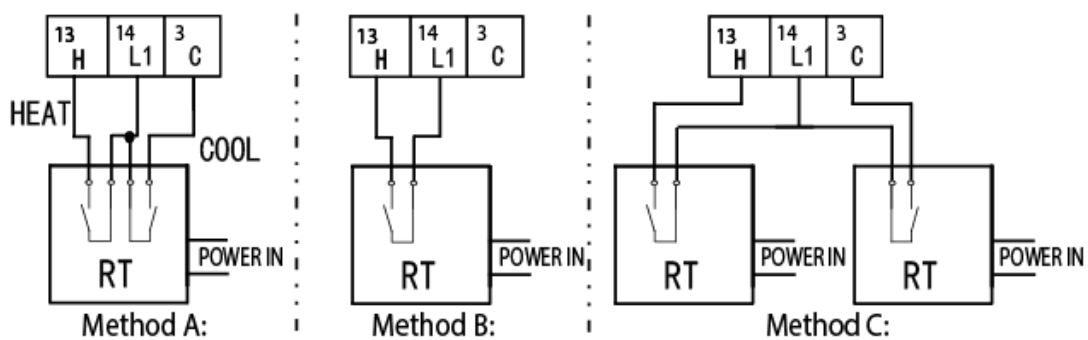 13 14 3
H L1 C
HEAT
COOL
RT
POWER IN
Method A:
13 14 3
H L1 C
RT
POWER IN
Method B:
13 14 3
H L1 C
RT
POWER IN
RT
POWER IN
Method C: